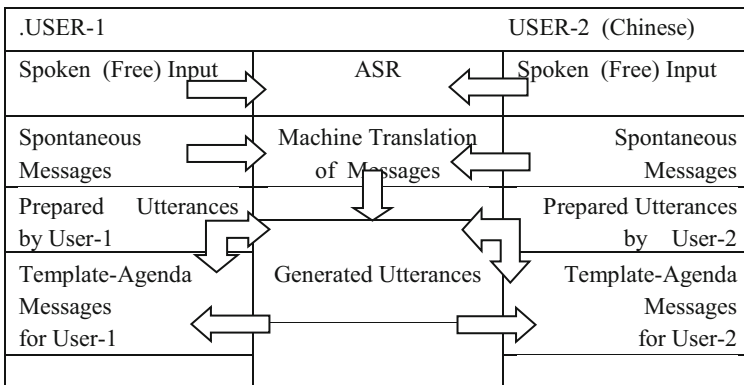 .USER-1 USER-2 (Chinese)
Spoken (Free) Input ASR Spoken (Free) Input
Spontaneous Messages
Machine Translation of Messages
Spontaneous Messages
Prepared Utterances by User-1
Prepared Utterances by User-2
Template-Agenda Messages for User-1
Generated Utterances
Template-Agenda Messages for User-2